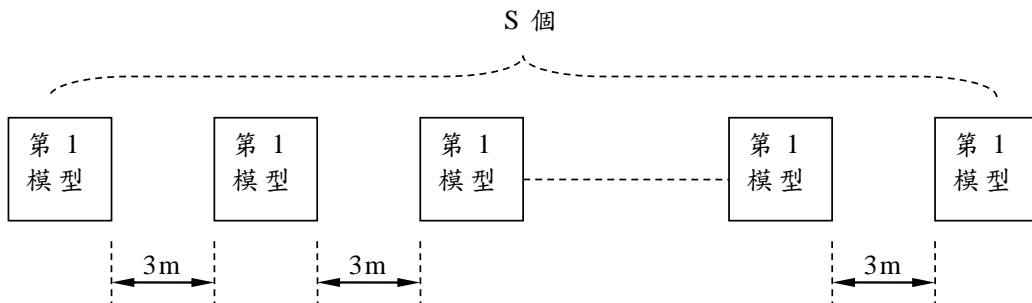 S 個
第 1 第 1 第 1 第 1 第 1
模型 模型 模型 模型 模型
3m 3m 3m